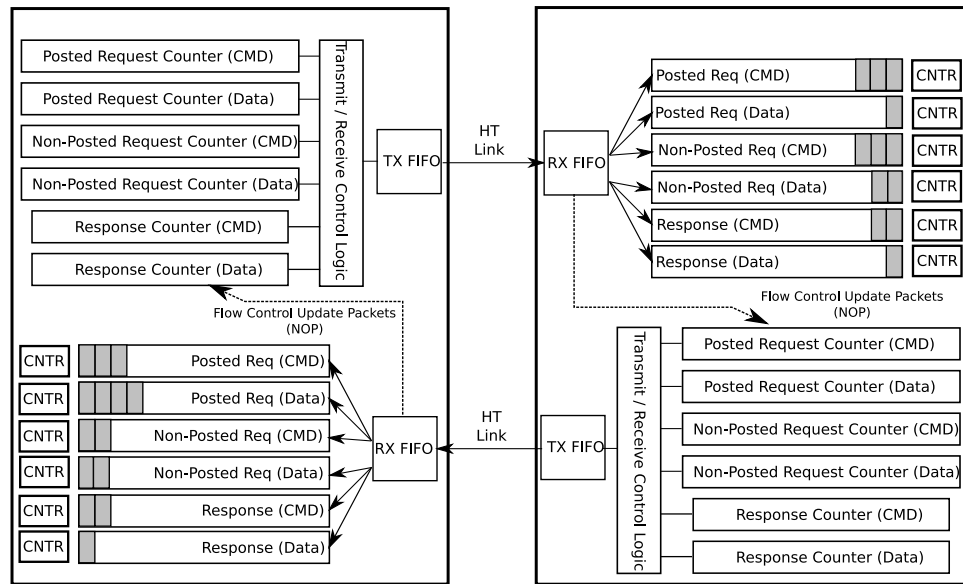 Posted Request Counter (CMD)
Posted Request Counter (Data)
Non-Posted Request Counter (CMD)
Non-Posted Request Counter (Data)
Response Counter (CMD)
Response Counter (Data)
Transmit / Receive Control Logic
TX FIFO
HT
Link
RX FIFO
Posted Req (CMD)
CNTR
Posted Req (Data)
CNTR
Non-Posted Req (CMD)
CNTR
Non-Posted Req (Data)
CNTR
Response (CMD)
CNTR
Response (Data)
CNTR
Flow Control Update Packets
(NOP)
Flow Control Update Packets
(NOP)
CNTR
Posted Req (CMD)
CNTR
Posted Req (Data)
CNTR
Non-Posted Req (CMD)
CNTR
Non-Posted Req (Data)
CNTR
Response (CMD)
CNTR
Response (Data)
RX FIFO
HT
Link
TX FIFO
Transmit / Receive Control Logic
Posted Request Counter (CMD)
Posted Request Counter (Data)
Non-Posted Request Counter (CMD)
Non-Posted Request Counter (Data)
Response Counter (CMD)
Response Counter (Data)